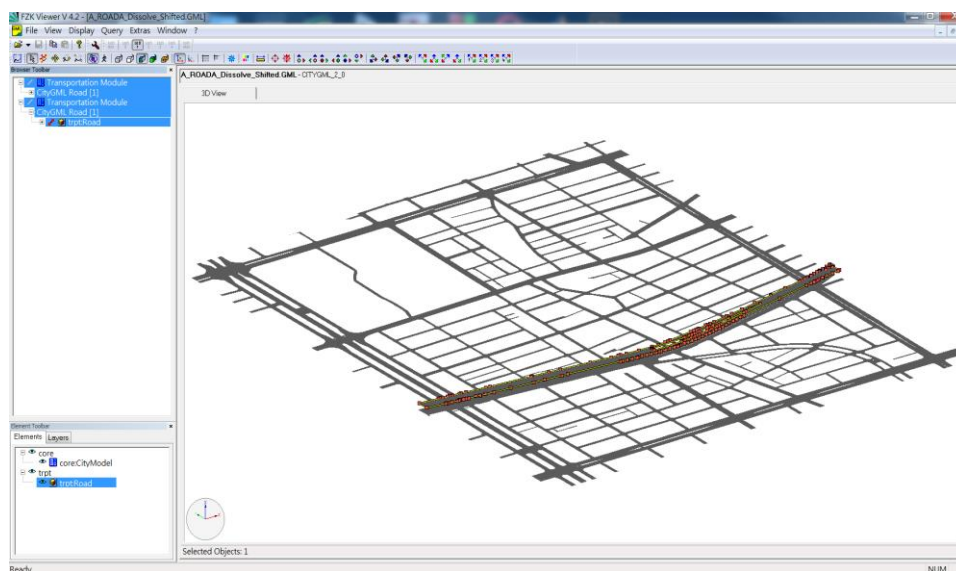 FZK Viewer V 4.2 - [A_ROADA_Dissolve_Shifted.GML]
File View Display Query Extras Window ?
Browser Toolbar
Transportation Module
CityGML Road [1]
Transportation Module
CityGML Road [1]
trpt:Road
A_ROADA_Dissolve_Shifted.GML - CITYGML_2_0
3D View
Element Toolbar
Elements Layers
core
core:CityModel
trpt
trpt:Road
Selected Objects: 1
Ready
NUM